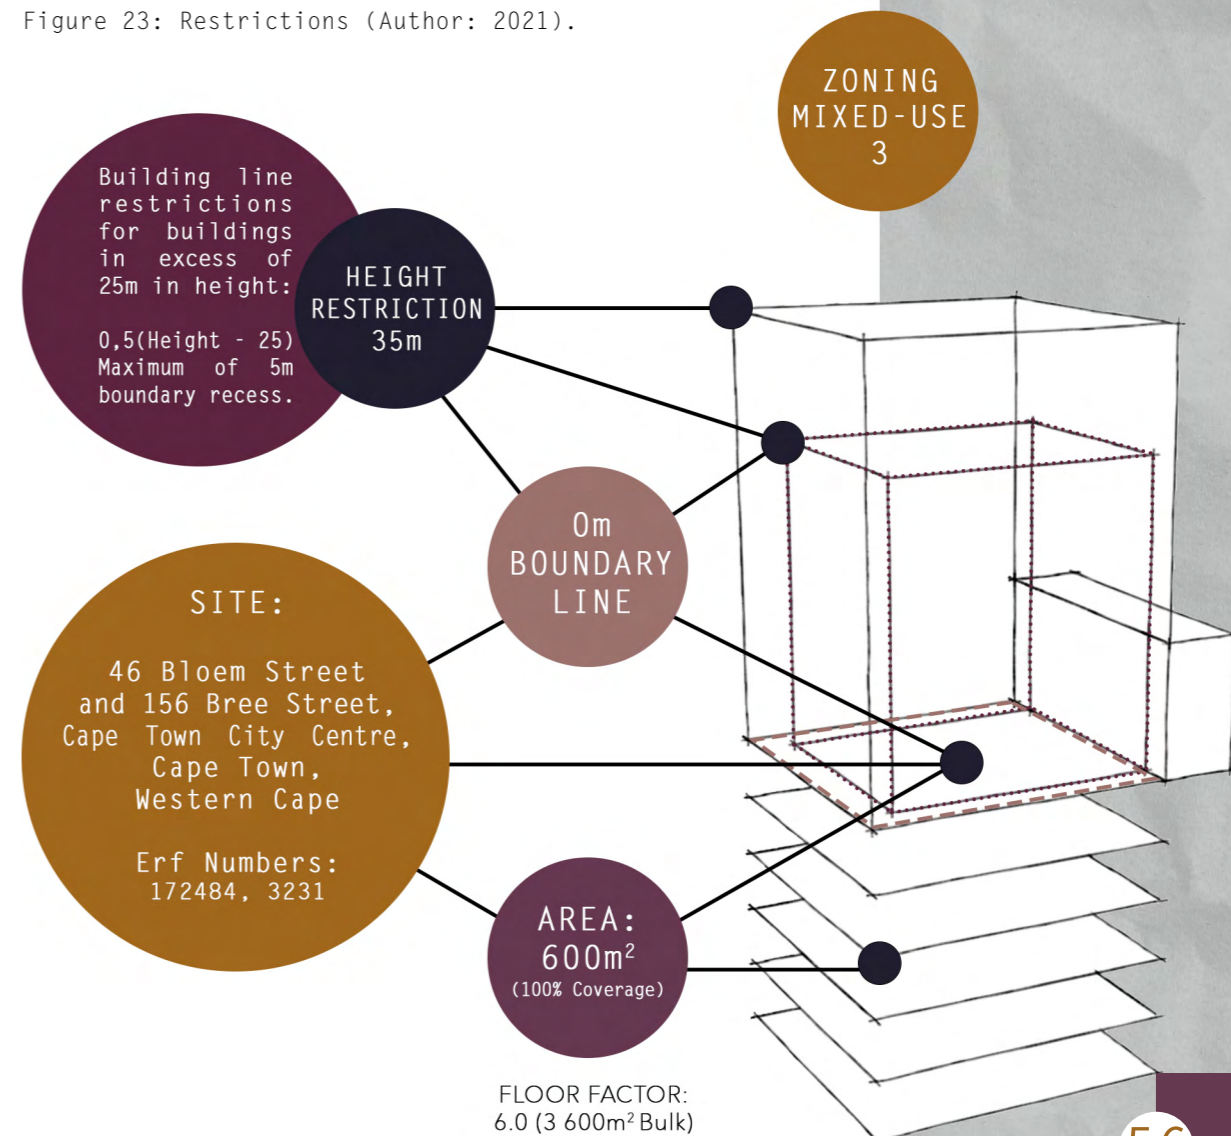 Figure 23: Restrictions (Author: 2021).
ZONING
MIXED-USE
3
Building line
restrictions
for buildings
in excess of
25m in height:
0,5(Height - 25)
Maximum of 5m
boundary recess.
HEIGHT
RESTRICTION
35m
0m
BOUNDARY
LINE
SITE:
46 Bloem Street
and 156 Bree Street,
Cape Town City Centre,
Cape Town,
Western Cape
Erf Numbers:
172484, 3231
AREA:
600m²
(100% Coverage)
FLOOR FACTOR:
6.0 (3 600m² Bulk)